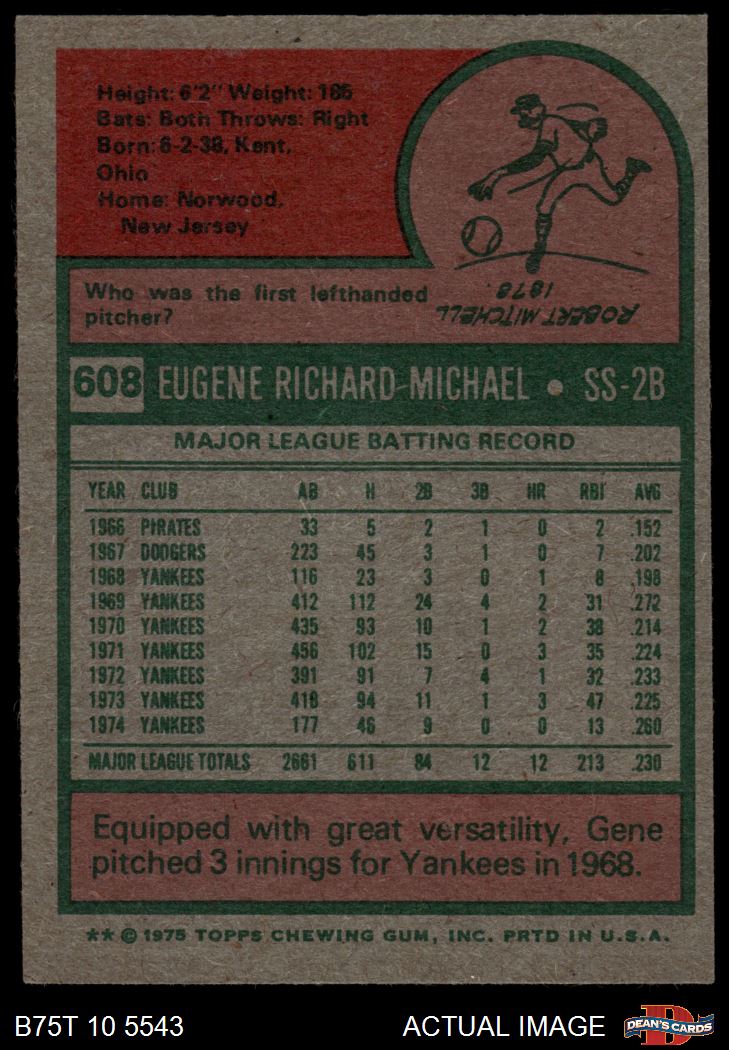 Height: 6'2" Weight: 185
Bats: Both Throws: Right
Born: 6-2-38, Kent,
Ohio
Home: Norwood,
New Jersey
Who was the first lefthanded
pitcher?
ROBERT MITCHELL
1878.
608 EUGENE RICHARD MICHAEL • SS-2B
MAJOR LEAGUE BATTING RECORD
YEAR CLUB AB H 2B 3B HR RBI AVG
1966 PIRATES 33 5 2 1 0 2 .152
1967 DODGERS 223 45 3 1 0 7 .202
1968 YANKEES 116 23 3 0 1 8 .198
1969 YANKEES 412 112 24 4 2 31 .272
1970 YANKEES 435 93 10 1 2 38 .214
1971 YANKEES 456 102 15 0 3 35 .224
1972 YANKEES 391 91 7 4 1 32 .233
1973 YANKEES 418 94 11 1 3 47 .225
1974 YANKEES 177 46 9 0 0 13 .260
MAJOR LEAGUE TOTALS 2661 611 84 12 12 213 .230
Equipped with great versatility, Gene
pitched 3 innings for Yankees in 1968.
** © 1975 TOPPS CHEWING GUM, INC. PRTD IN U.S.A.
B75T 10 5543 ACTUAL IMAGE DEAN'S CARDS